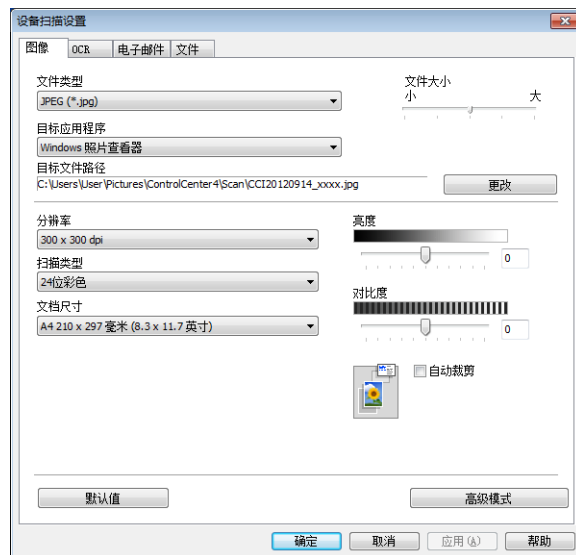 设备扫描设置
图像 OCR 电子邮件 文件
文件类型
JPEG (*.jpg)
文件大小
小 大
目标应用程序
Windows 照片查看器
目标文件路径
C:\Users\User\Pictures\ControlCenter4\Scan\CCI20120914_xxxx.jpg
更改
分辨率
300 x 300 dpi
扫描类型
24位彩色
文档尺寸
A4 210 x 297 毫米 (8.3 x 11.7 英寸)
亮度
0
对比度
0
自动裁剪
默认值
高级模式
确定 取消 应用(A) 帮助